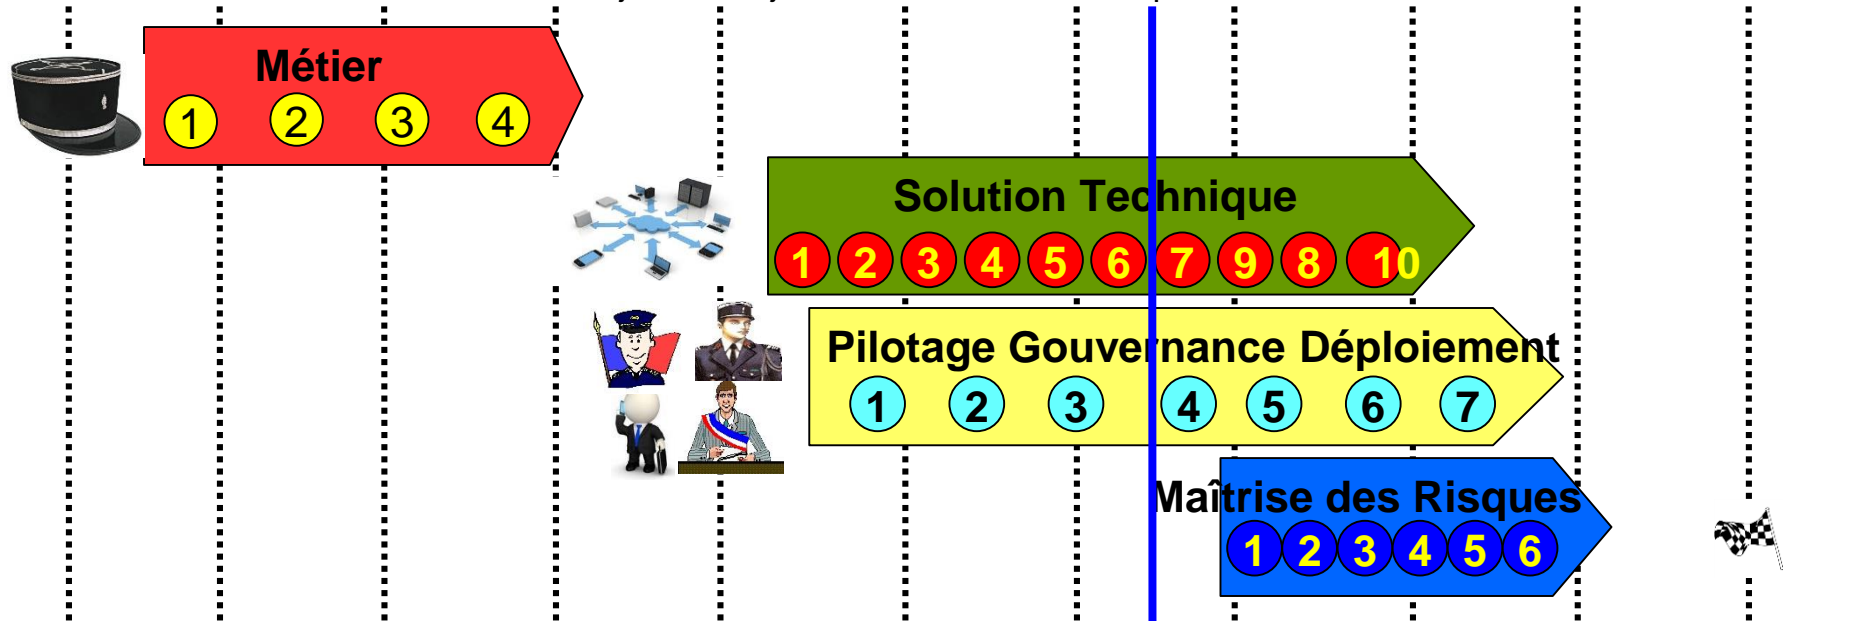 Métier
1 2 3 4
Solution Technique
1 2 3 4 5 6 7 9 8 10
Pilotage Gouvernance Déploiement
1 2 3 4 5 6 7
Maîtrise des Risques
1 2 3 4 5 6